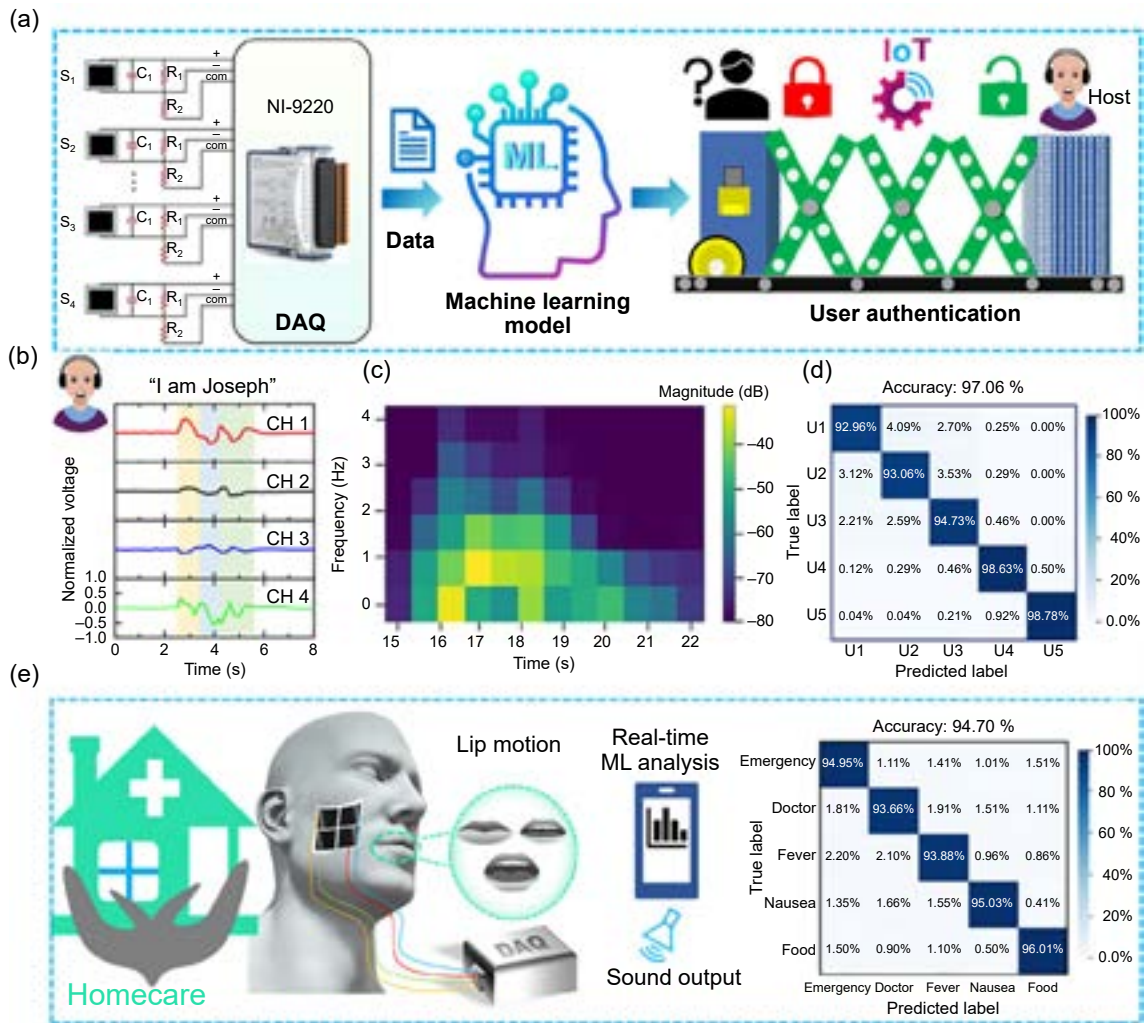 (a)
S1
C1
R1
R2
+
−
com
S2
C1
R1
R2
+
−
com
S3
C1
R1
R2
+
−
com
S4
C1
R1
R2
+
−
com
NI-9220
DAQ
Data
ML
Machine learning
model
?
IoT
Host
User authentication
(b)
"I am Joseph"
CH 1
CH 2
CH 3
CH 4
Normalized voltage
1.0
0.5
0.0
−0.5
−1.0
0 2 4 6 8
Time (s)
(c)
Magnitude (dB)
−40
−50
−60
−70
−80
Frequency (Hz)
4
3
2
1
0
15 16 17 18 19 20 21 22
Time (s)
(d)
Accuracy: 97.06 %
True label
U1 92.96% 4.09% 2.70% 0.25% 0.00%
U2 3.12% 93.06% 3.53% 0.29% 0.00%
U3 2.21% 2.59% 94.73% 0.46% 0.00%
U4 0.12% 0.29% 0.46% 98.63% 0.50%
U5 0.04% 0.04% 0.21% 0.92% 98.78%
U1 U2 U3 U4 U5
Predicted label
100%
80 %
60 %
40 %
20 %
0 %
(e)
Homecare
Lip motion
DAQ
Real-time
ML analysis
Sound output
Accuracy: 94.70 %
True label
Emergency 94.95% 1.11% 1.41% 1.01% 1.51%
Doctor 1.81% 93.66% 1.91% 1.51% 1.11%
Fever 2.20% 2.10% 93.88% 0.96% 0.86%
Nausea 1.35% 1.66% 1.55% 95.03% 0.41%
Food 1.50% 0.90% 1.10% 0.50% 96.01%
Emergency Doctor Fever Nausea Food
Predicted label
100%
80 %
60 %
40 %
20%
0 %